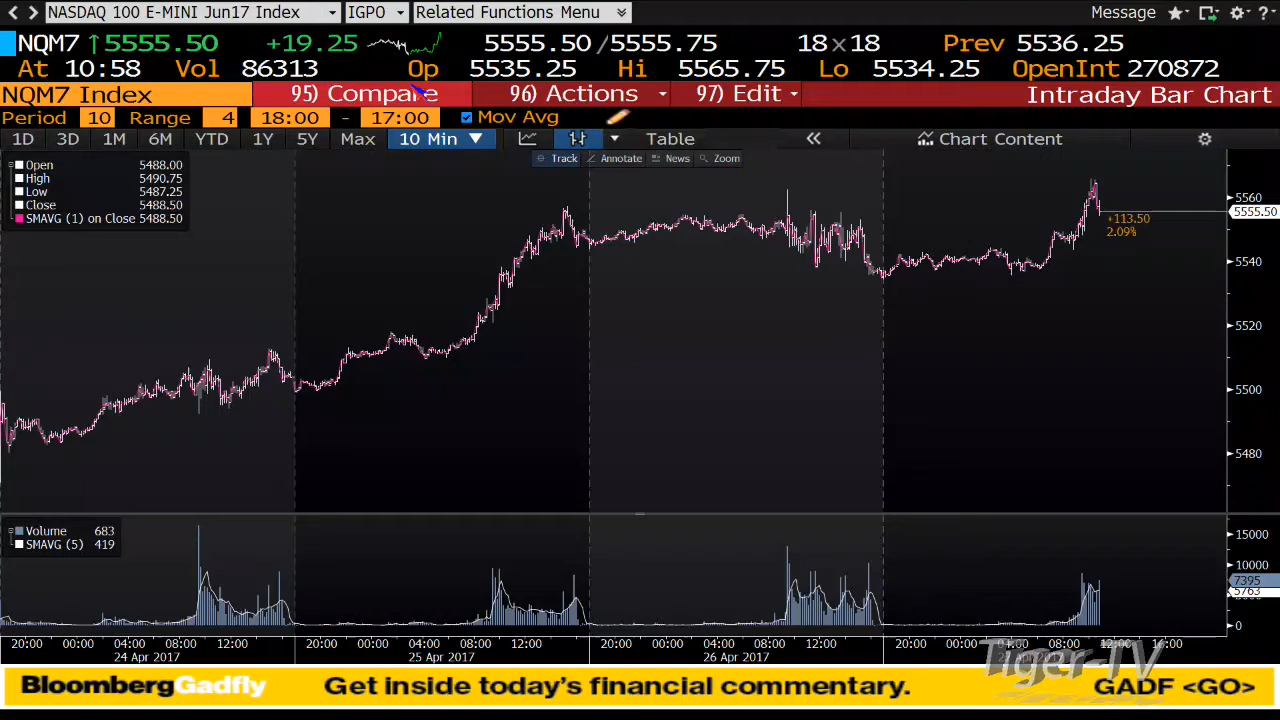 NASDAQ 100 E-MINI Jun17 Index IGPO Related Functions Menu Message ?
NQM7 ↑5555.50 +19.25 5555.50/5555.75 18x18 Prev 5536.25
At 10:58 Vol 86313 Op 5535.25 Hi 5565.75 Lo 5534.25 OpenInt 270872
NQM7 Index 95) Compare 96) Actions 97) Edit Intraday Bar Chart
Period 10 Range 4 18:00 - 17:00 Mov Avg
1D 3D 1M 6M YTD 1Y 5Y Max 10 Min Table Chart Content
Track Annotate News Zoom
Open 5488.00
High 5490.75
Low 5487.25
Close 5488.50
SMAVG (1) on Close 5488.50
5560
5555.50
+113.50
2.09%
5540
5520
5500
5480
Volume 683
SMAVG (5) 419
15000
10000
7395
5763
0
20:00 00:00 04:00 08:00 12:00 20:00 00:00 04:00 08:00 12:00 20:00 00:00 04:00 08:00 12:00 20:00 00:00 04:00 08:00 12:00 16:00
24 Apr 2017 25 Apr 2017 26 Apr 2017
Tiger-TV
BloombergGadfly Get inside today's financial commentary. GADF <GO>